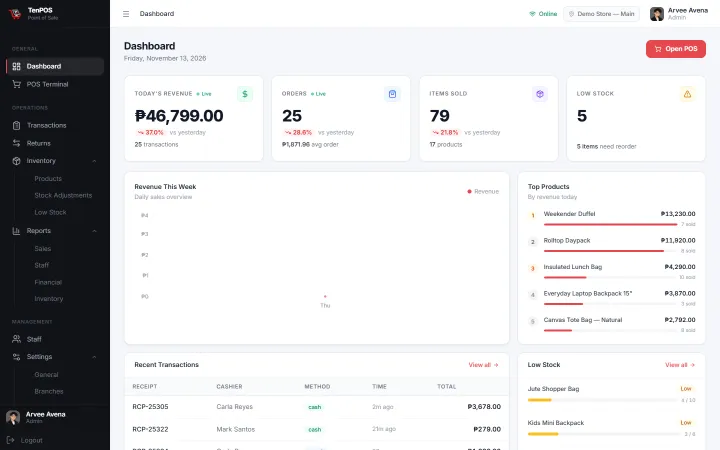 TenPOS
Point of Sale
GENERAL
Dashboard
POS Terminal
OPERATIONS
Transactions
Returns
Inventory
Products
Stock Adjustments
Low Stock
Reports
Sales
Staff
Financial
Inventory
MANAGEMENT
Staff
Settings
General
Branches
Arvee Avena
Admin
Logout
Dashboard
Online
Demo Store — Main
Arvee Avena
Admin
Dashboard
Friday, November 13, 2026
Open POS
TODAY'S REVENUE Live
₱46,799.00
37.0% vs yesterday
25 transactions
ORDERS Live
25
28.6% vs yesterday
₱1,871.96 avg order
ITEMS SOLD
79
21.8% vs yesterday
17 products
LOW STOCK
5
5 items need reorder
Revenue This Week
Daily sales overview
Revenue
₱4
₱3
₱2
₱1
₱0
Thu
Top Products
By revenue today
1 Weekender Duffel ₱13,230.00
7 sold
2 Rolltop Daypack ₱11,920.00
8 sold
3 Insulated Lunch Bag ₱4,290.00
10 sold
4 Everyday Laptop Backpack 15" ₱3,870.00
3 sold
5 Canvas Tote Bag — Natural ₱2,792.00
8 sold
Recent Transactions View all →
RECEIPT CASHIER METHOD TIME TOTAL
RCP-25305 Carla Reyes cash 2m ago ₱3,678.00
RCP-25322 Mark Santos cash 21m ago ₱279.00
Low Stock View all →
Jute Shopper Bag Low
Kids Mini Backpack Low